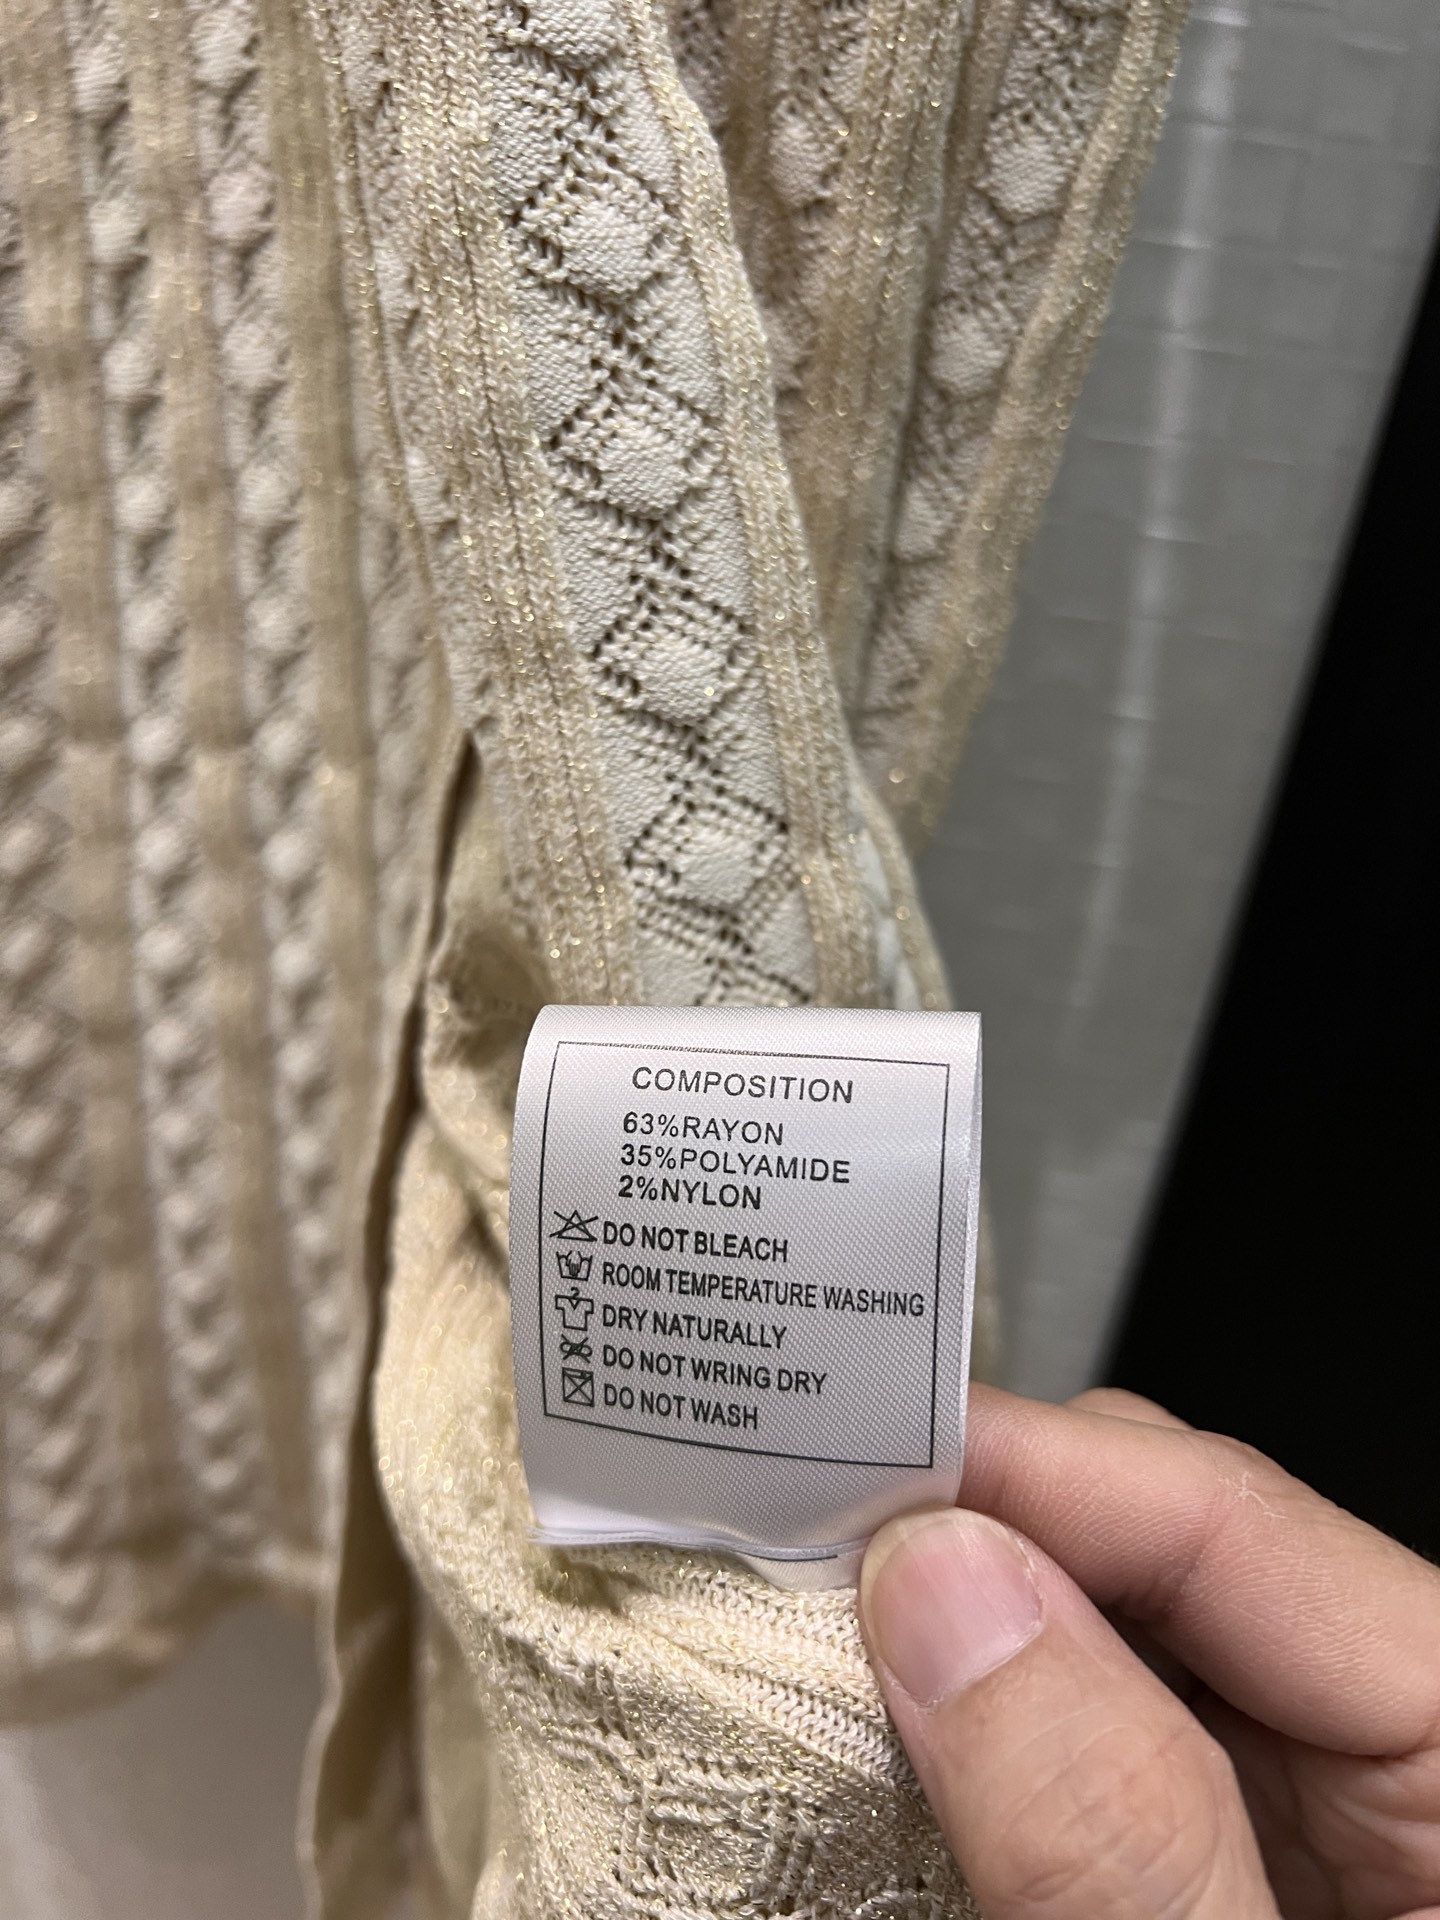 COMPOSITION
63%RAYON
35%POLYAMIDE
2%NYLON
DO NOT BLEACH
ROOM TEMPERATURE WASHING
DRY NATURALLY
DO NOT WRING DRY
DO NOT WASH